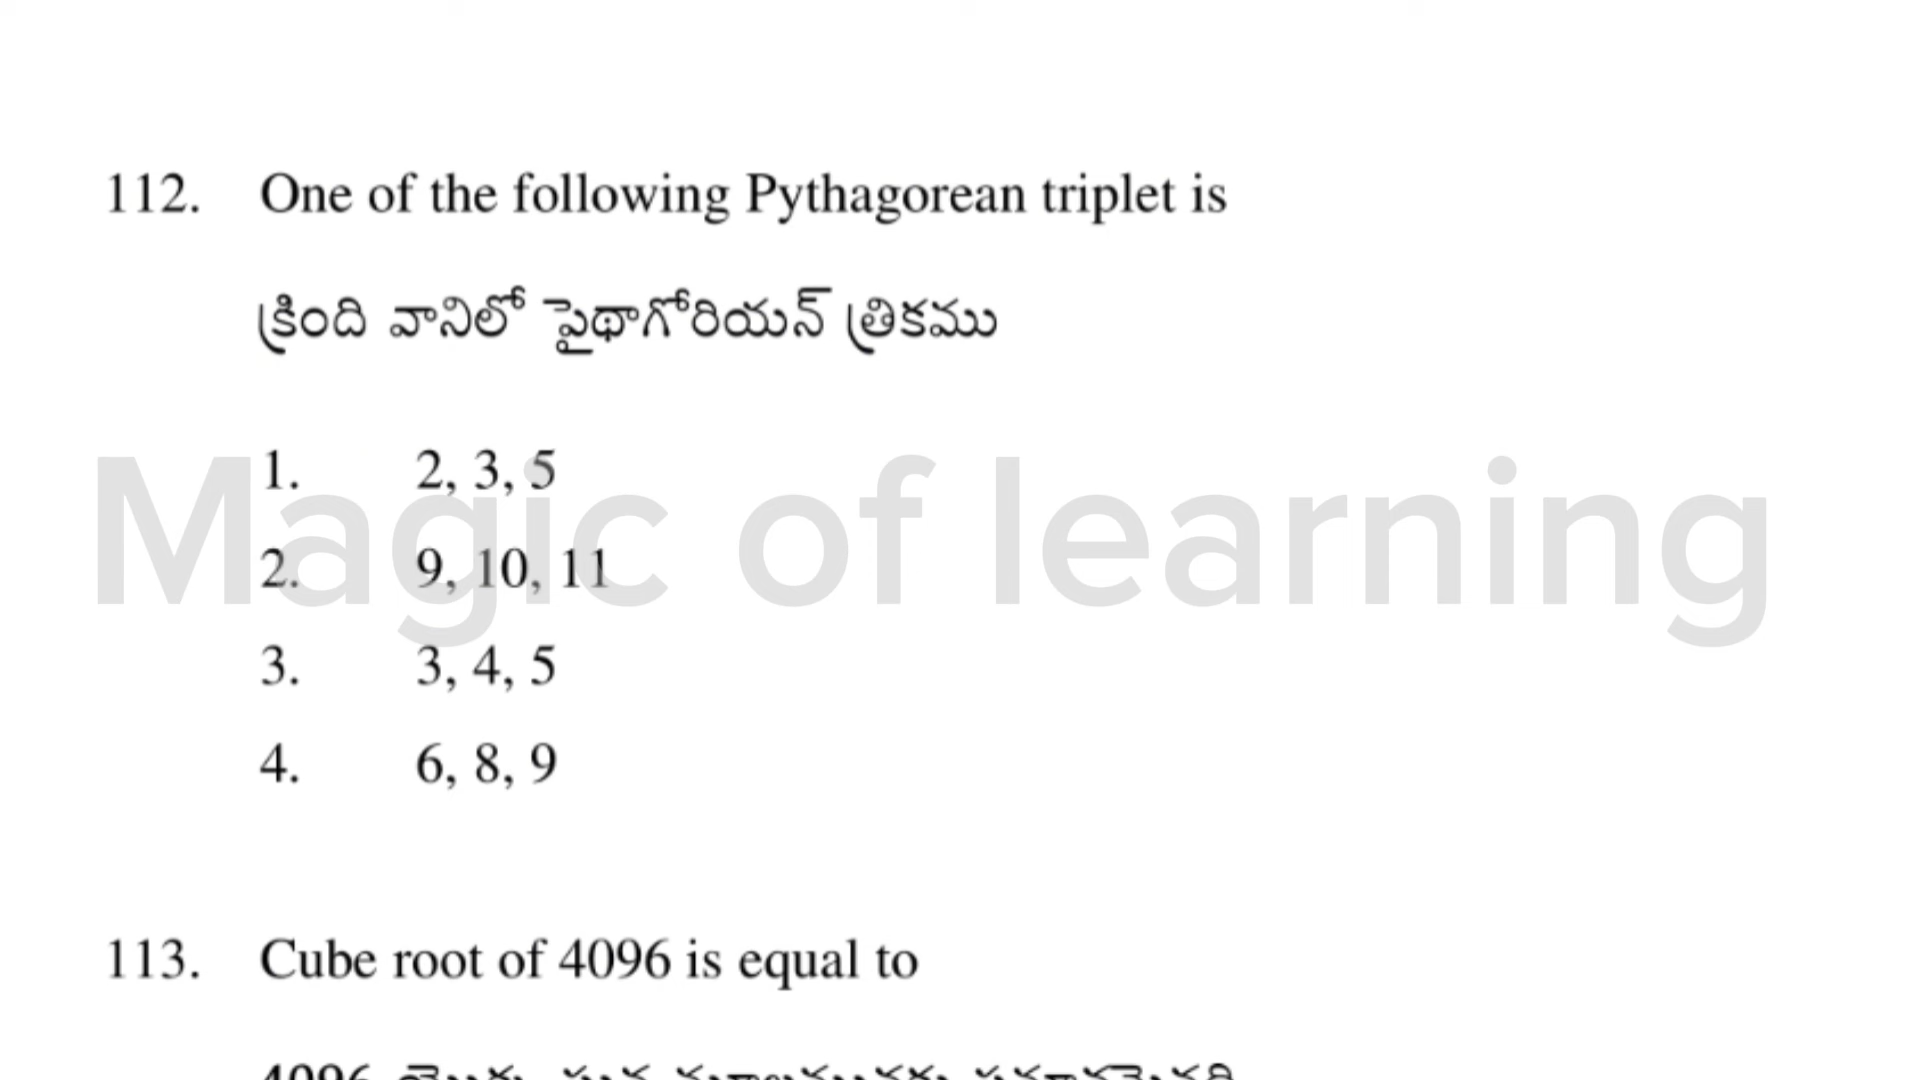 112. One of the following Pythagorean triplet is
క్రింది వానిలో పైథాగోరియన్ త్రికము
1. 2, 3, 5
2. 9, 10, 11
3. 3, 4, 5
4. 6, 8, 9
Magic of learning
113. Cube root of 4096 is equal to
4096